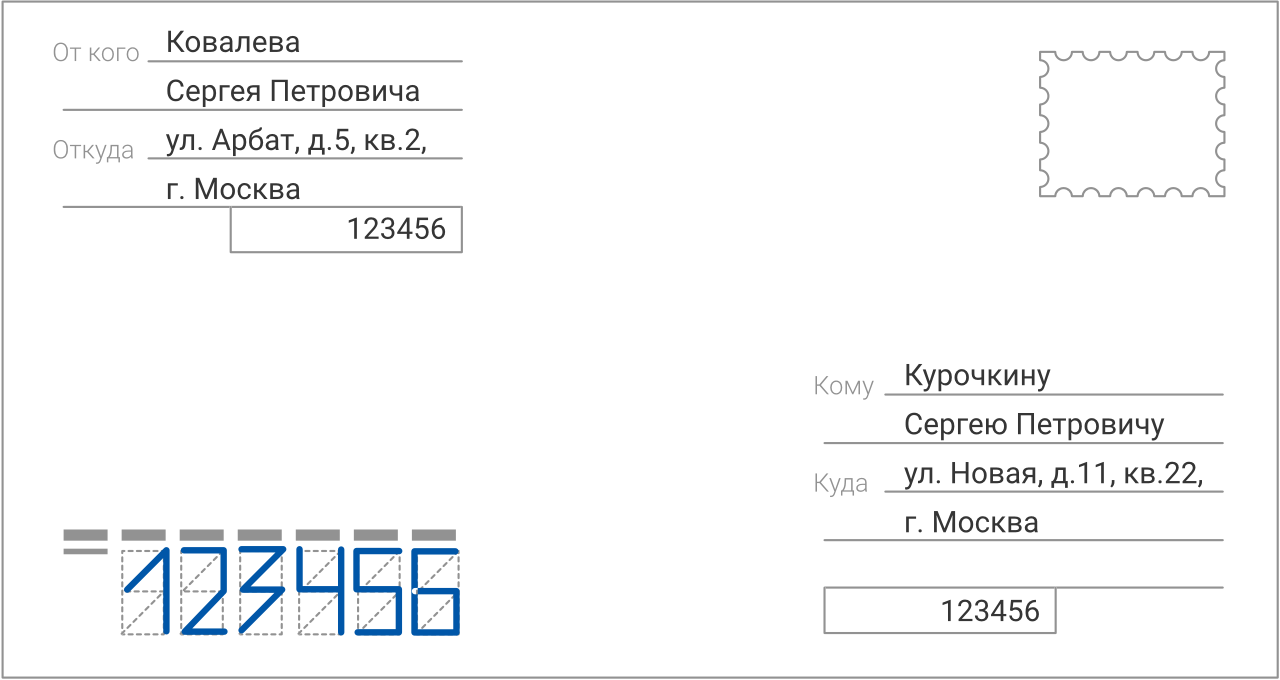 От кого Ковалева
Сергея Петровича
Откуда ул. Арбат, д.5, кв.2,
г. Москва
123456
Кому Курочкину
Сергею Петровичу
Куда ул. Новая, д.11, кв.22,
г. Москва
123456
123456